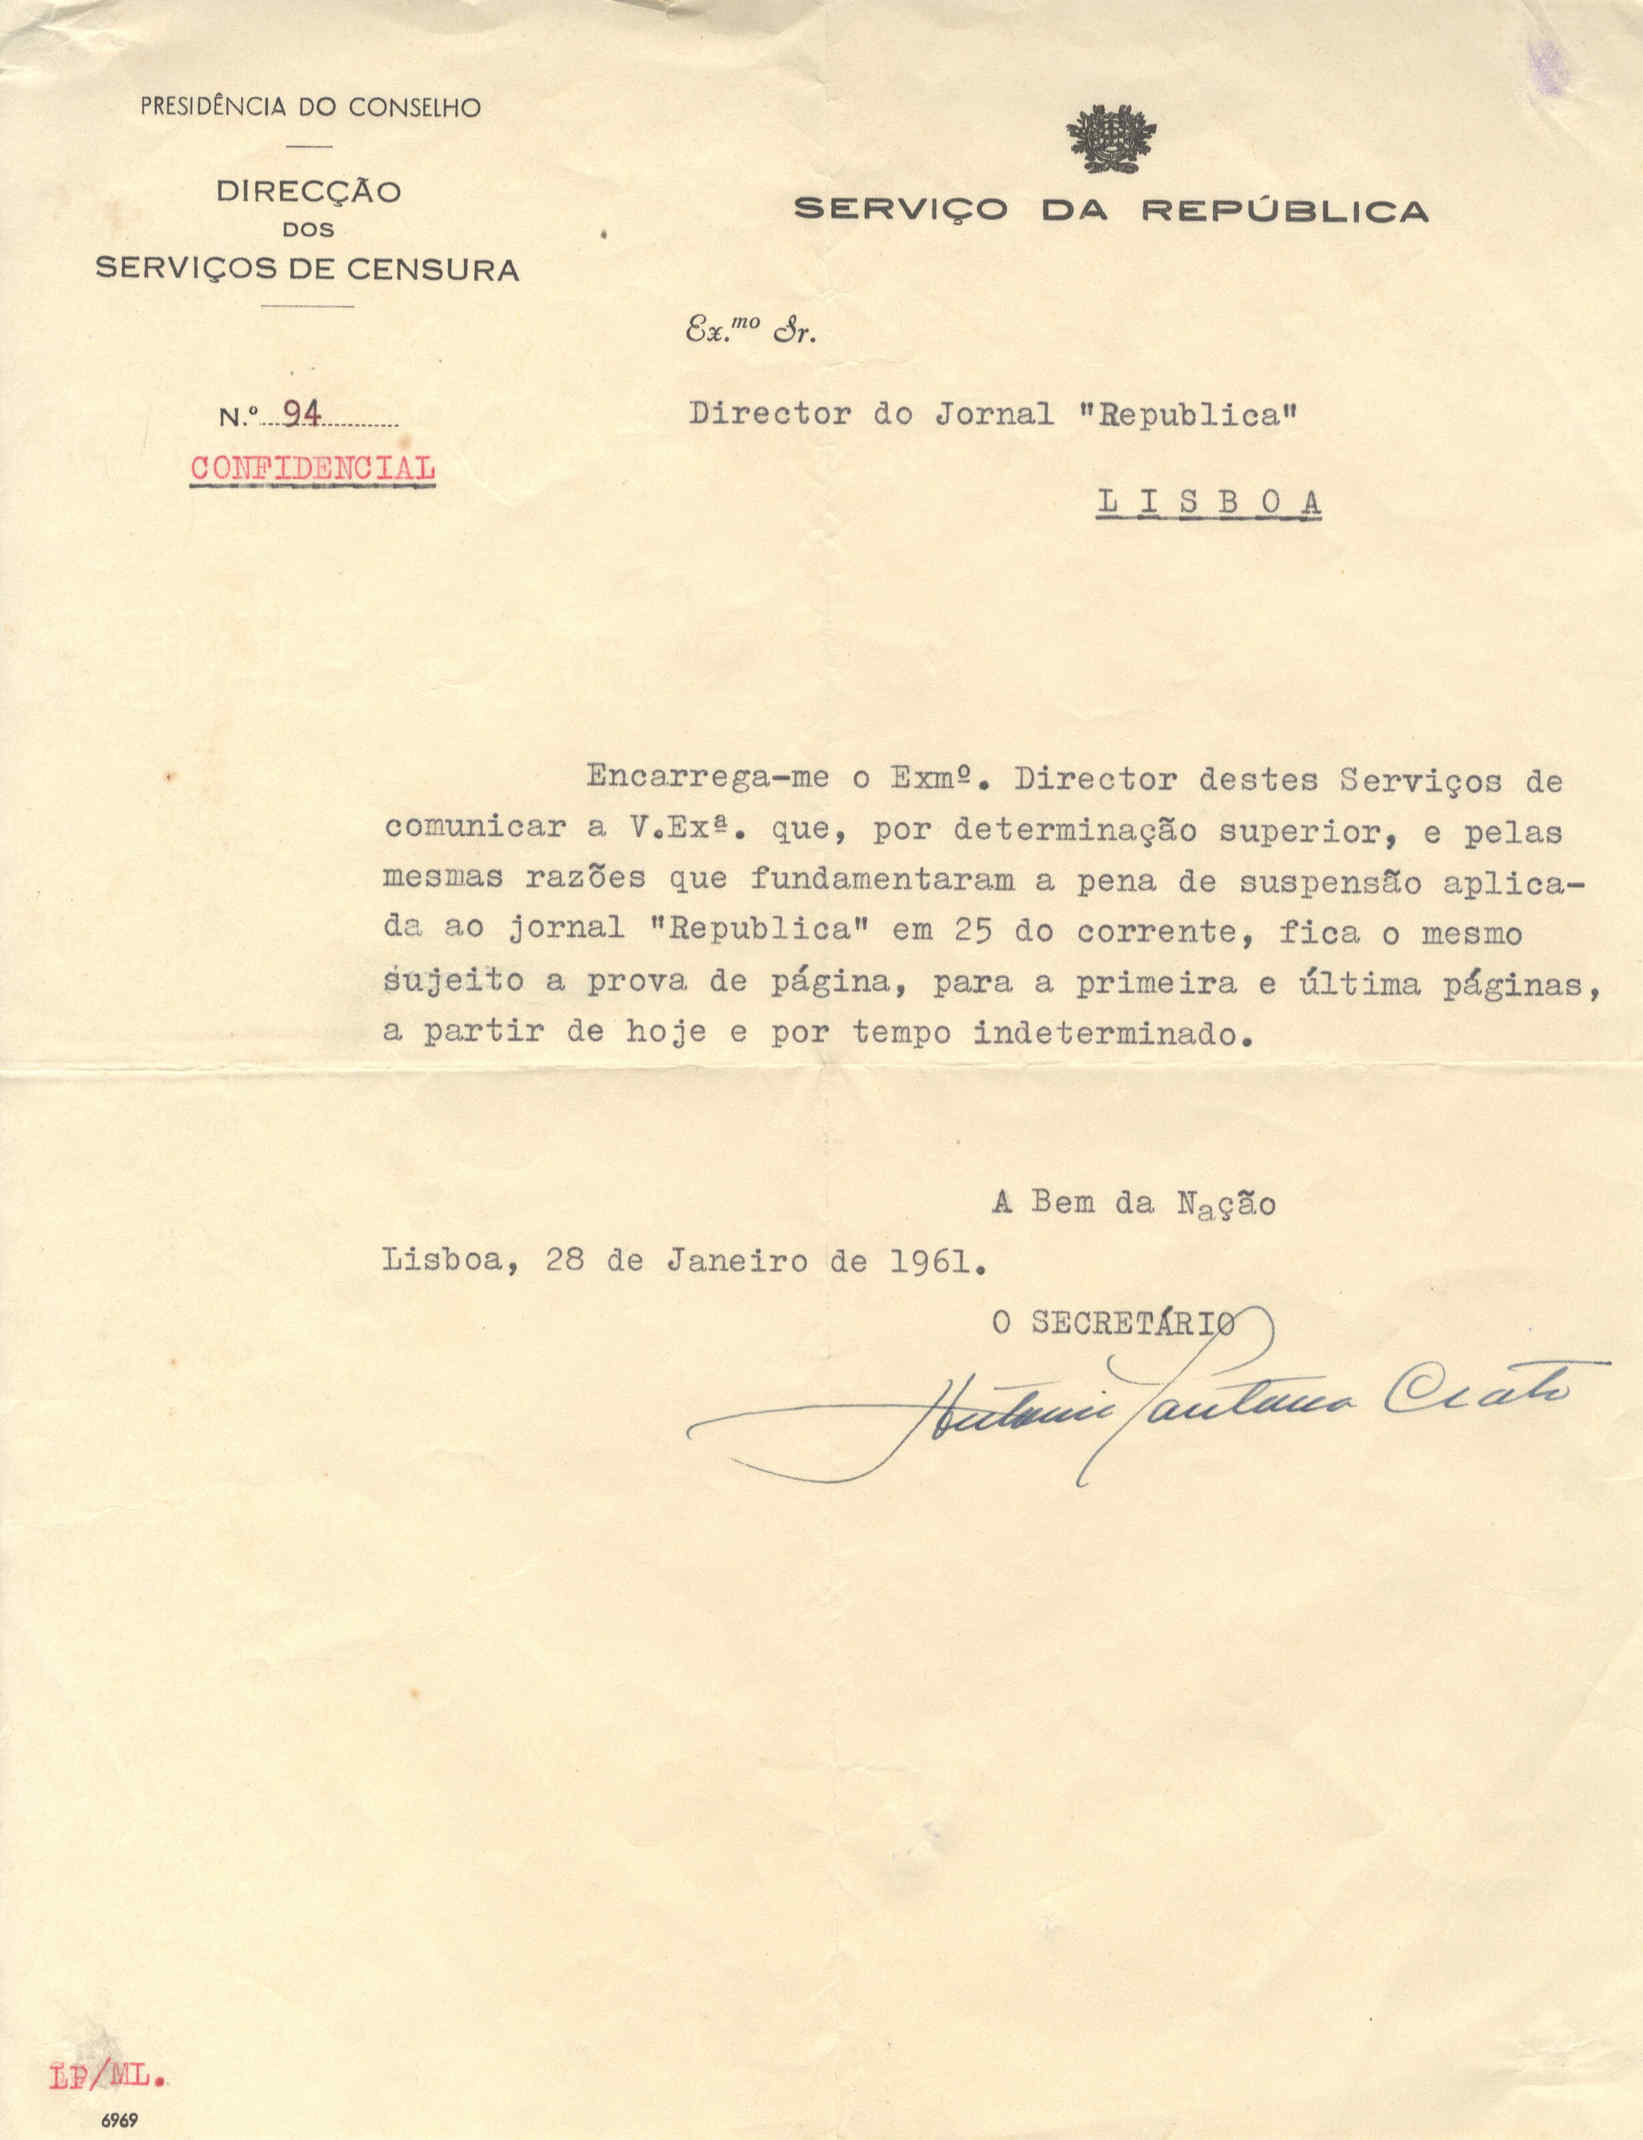 PRESIDÊNCIA DO CONSELHO
DIRECÇÃO
DOS
SERVIÇOS DE CENSURA
N.º 94
CONFIDENCIAL
SERVIÇO DA REPÚBLICA
Ex.mo Sr.
Director do Jornal "Republica"
LISBOA
Encarrega-me o Exmº. Director destes Serviços de
comunicar a V.Exª. que, por determinação superior, e pelas
mesmas razões que fundamentaram a pena de suspensão aplica-
da ao jornal "Republica" em 25 do corrente, fica o mesmo
sujeito a prova de página, para a primeira e última páginas,
a partir de hoje e por tempo indeterminado.
A Bem da Nação
Lisboa, 28 de Janeiro de 1961.
O SECRETÁRIO
LP/ML.
6969